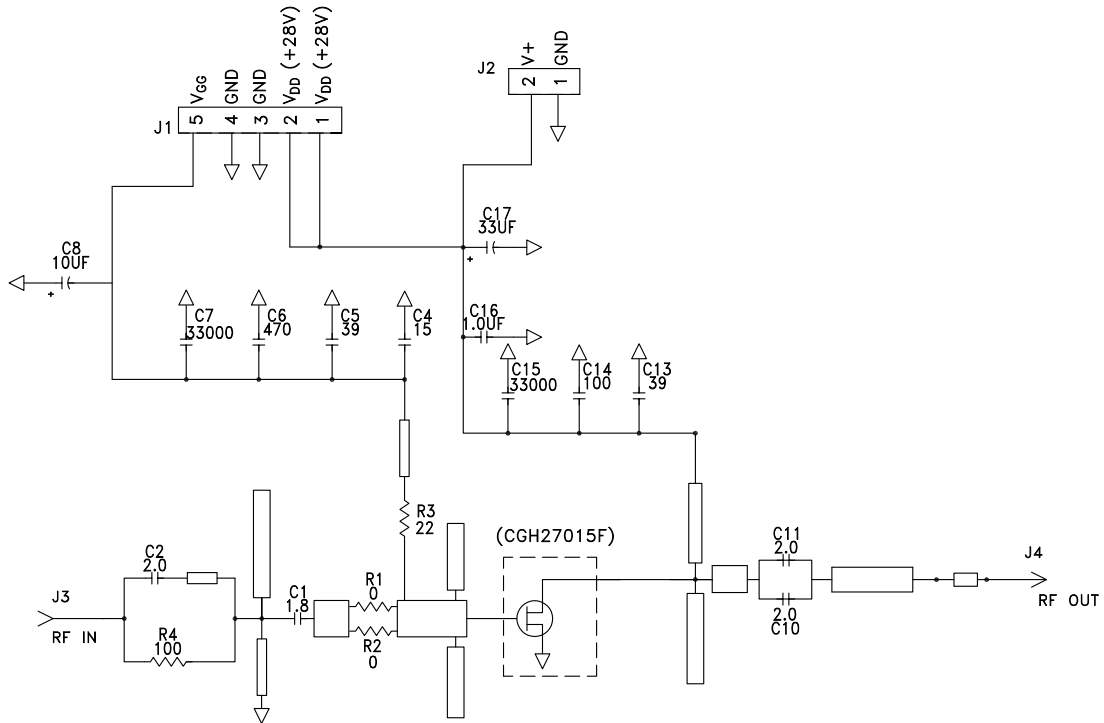 VGG
GND
GND
VDD (+28V)
VDD (+28V)
J1
5
4
3
2
1
V+
GND
J2
2
1
C17
33UF
+
C8
10UF
+
C7
33000
C6
470
C5
39
C4
15
C16
1.0UF
C15
33000
C14
100
C13
39
R3
22
(CGH27015F)
C2
2.0
C11
2.0
J4
J3
C1
1.8
R1
0
2.0
C10
RF OUT
RF IN
R4
100
R2
0